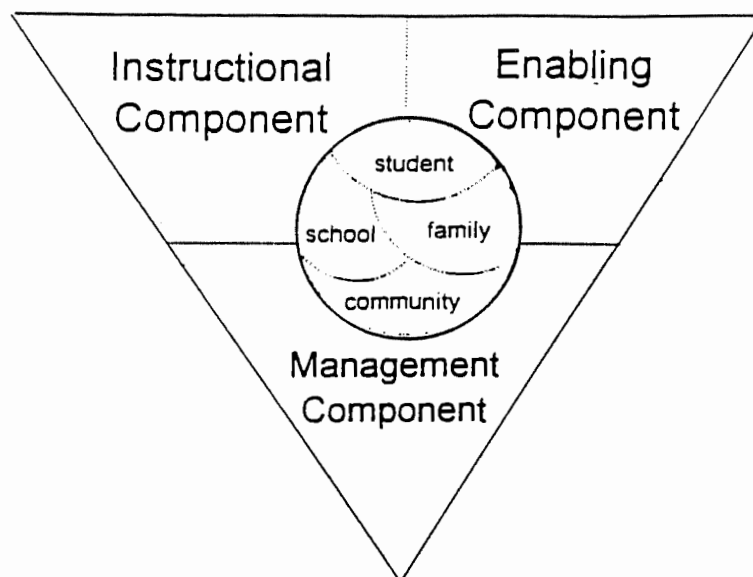 Instructional
Component
Enabling
Component
student
school
family
community
Management
Component